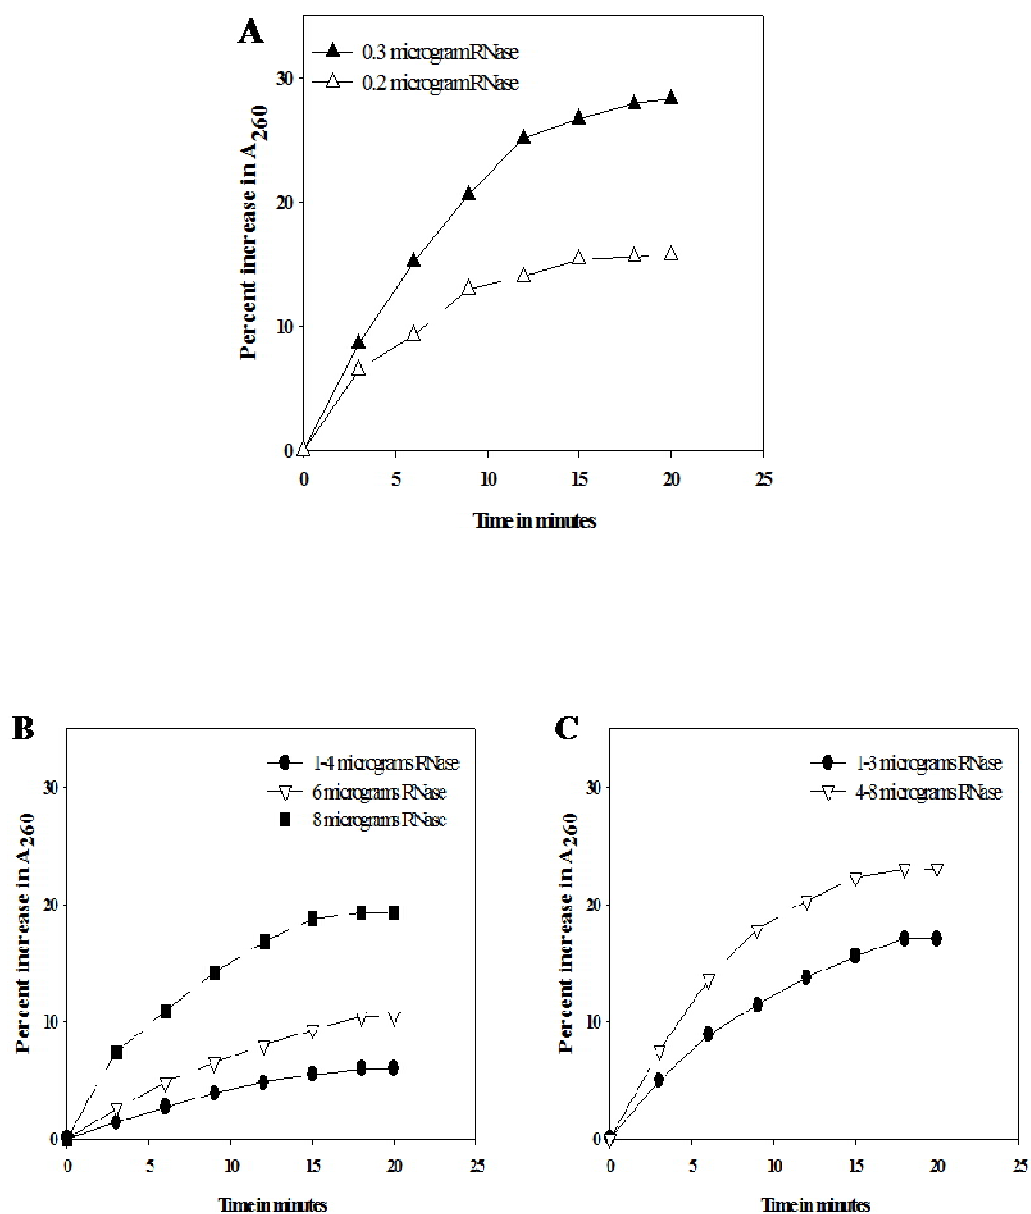 A
0.3 microgram RNase
0.2 microgram RNase
30
20
10
0
Percent increase in A260
0 5 10 15 20 25
Time in minutes
B
1-4 micrograms RNase
6 micrograms RNase
8 micrograms RNase
30
20
10
0
Percent increase in A260
0 5 10 15 20 25
Time in minutes
C
1-3 micrograms RNase
4-8 micrograms RNase
30
20
10
0
Percent increase in A260
0 5 10 15 20 25
Time in minutes